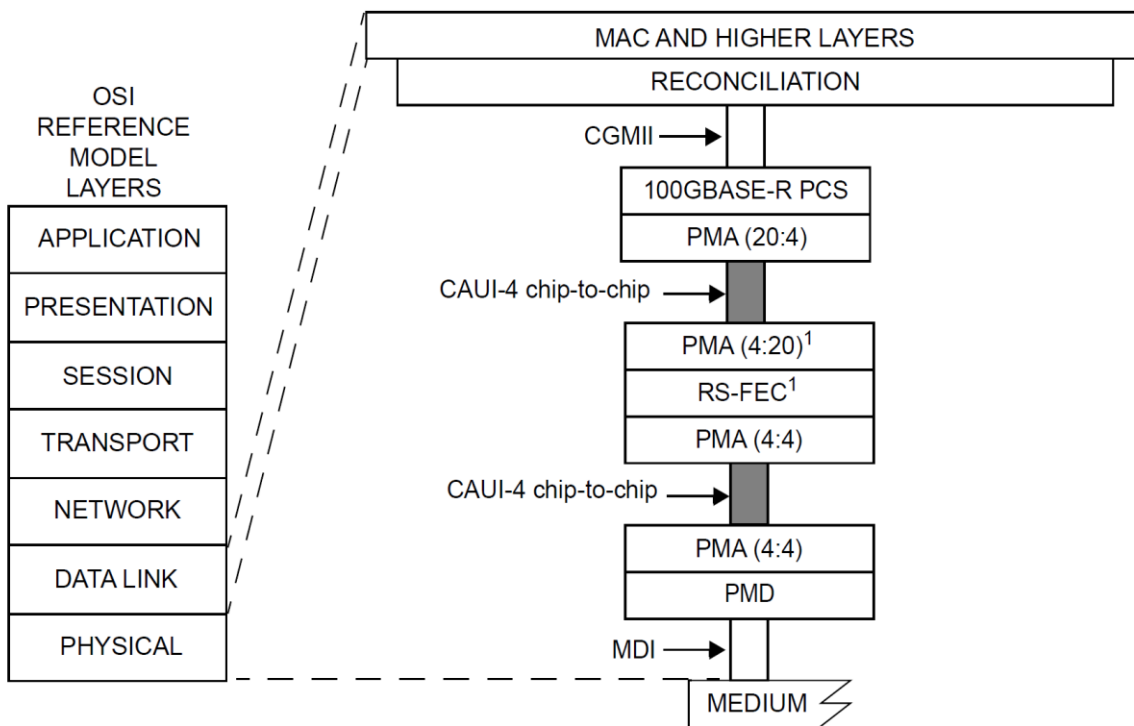 OSI
REFERENCE
MODEL
LAYERS
APPLICATION
PRESENTATION
SESSION
TRANSPORT
NETWORK
DATA LINK
PHYSICAL
MAC AND HIGHER LAYERS
RECONCILIATION
CGMII
100GBASE-R PCS
PMA (20:4)
CAUI-4 chip-to-chip
PMA (4:20)¹
RS-FEC¹
PMA (4:4)
CAUI-4 chip-to-chip
PMA (4:4)
PMD
MDI
MEDIUM